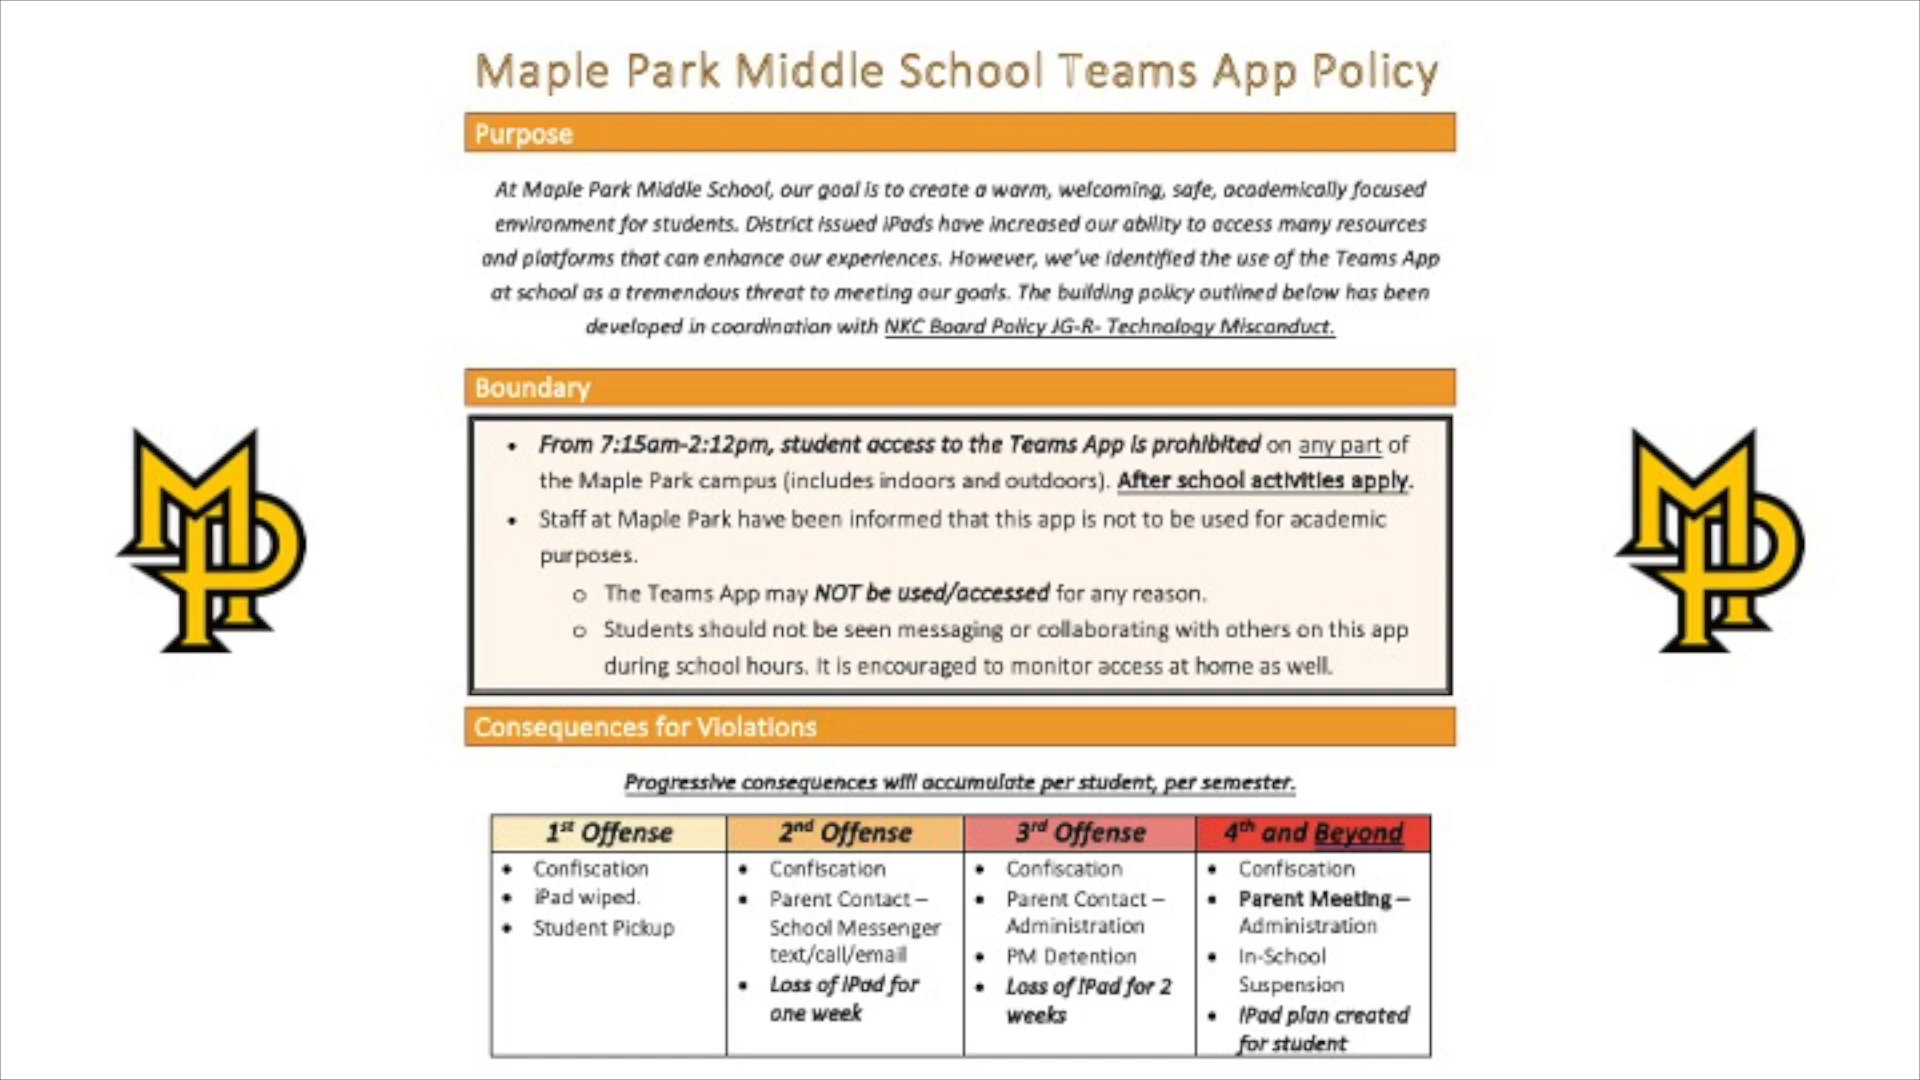 Maple Park Middle School Teams App Policy
Purpose
At Maple Park Middle School, our goal is to create a warm, welcoming, safe, academically focused
environment for students. District issued iPads have increased our ability to access many resources
and platforms that can enhance our experiences. However, we've identified the use of the Teams App
at school as a tremendous threat to meeting our goals. The building policy outlined below has been
developed in coordination with NKC Board Policy JG-R- Technology Misconduct.
Boundary
• From 7:15am-2:12pm, student access to the Teams App is prohibited on any part of
the Maple Park campus (includes indoors and outdoors). After school activities apply.
• Staff at Maple Park have been informed that this app is not to be used for academic
purposes.
o The Teams App may NOT be used/accessed for any reason.
o Students should not be seen messaging or collaborating with others on this app
during school hours. It is encouraged to monitor access at home as well.
MP
MP
Consequences for Violations
Progressive consequences will accumulate per student, per semester.
1st Offense
• Confiscation
• iPad wiped.
• Student Pickup
2nd Offense
• Confiscation
• Parent Contact –
School Messenger
text/call/email
• Loss of iPad for
one week
3rd Offense
• Confiscation
• Parent Contact –
Administration
• PM Detention
• Loss of iPad for 2
weeks
4th and Beyond
• Confiscation
• Parent Meeting –
Administration
• In-School
Suspension
• iPad plan created
for student